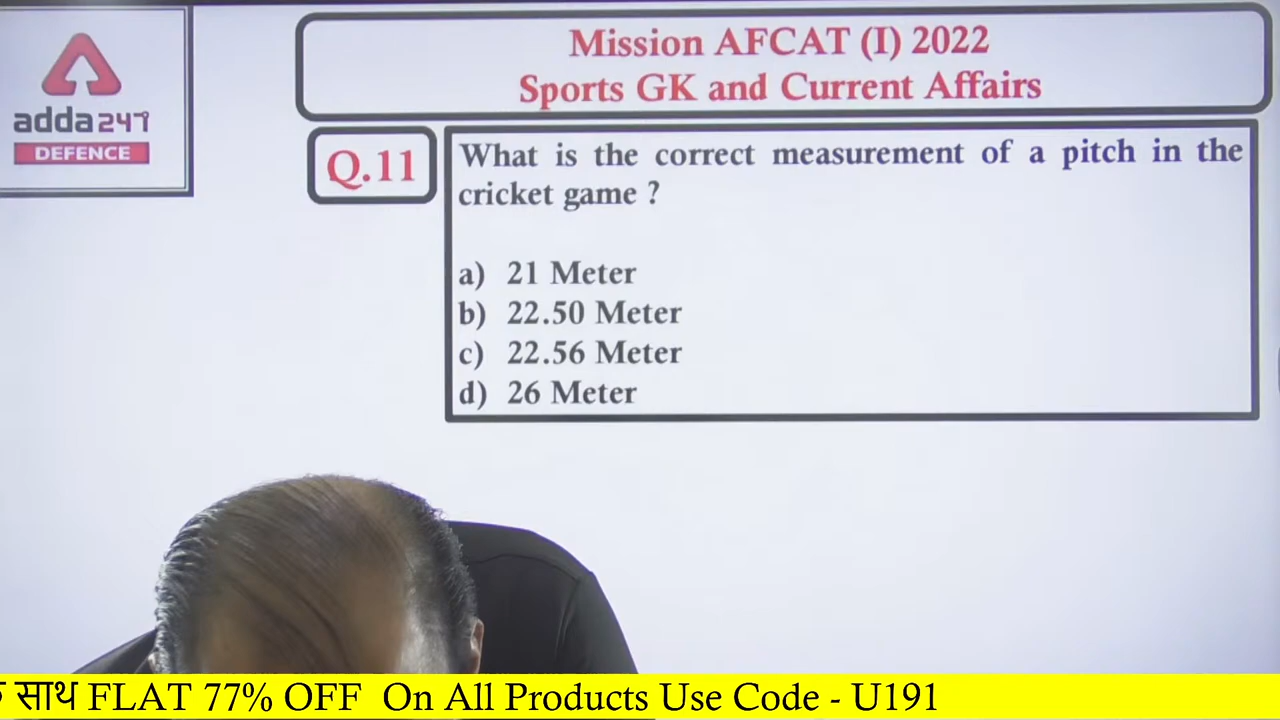 Mission AFCAT (I) 2022
Sports GK and Current Affairs
adda247
DEFENCE
Q.11
What is the correct measurement of a pitch in the
cricket game ?
a) 21 Meter
b) 22.50 Meter
c) 22.56 Meter
d) 26 Meter
साथ FLAT 77% OFF On All Products Use Code - U191